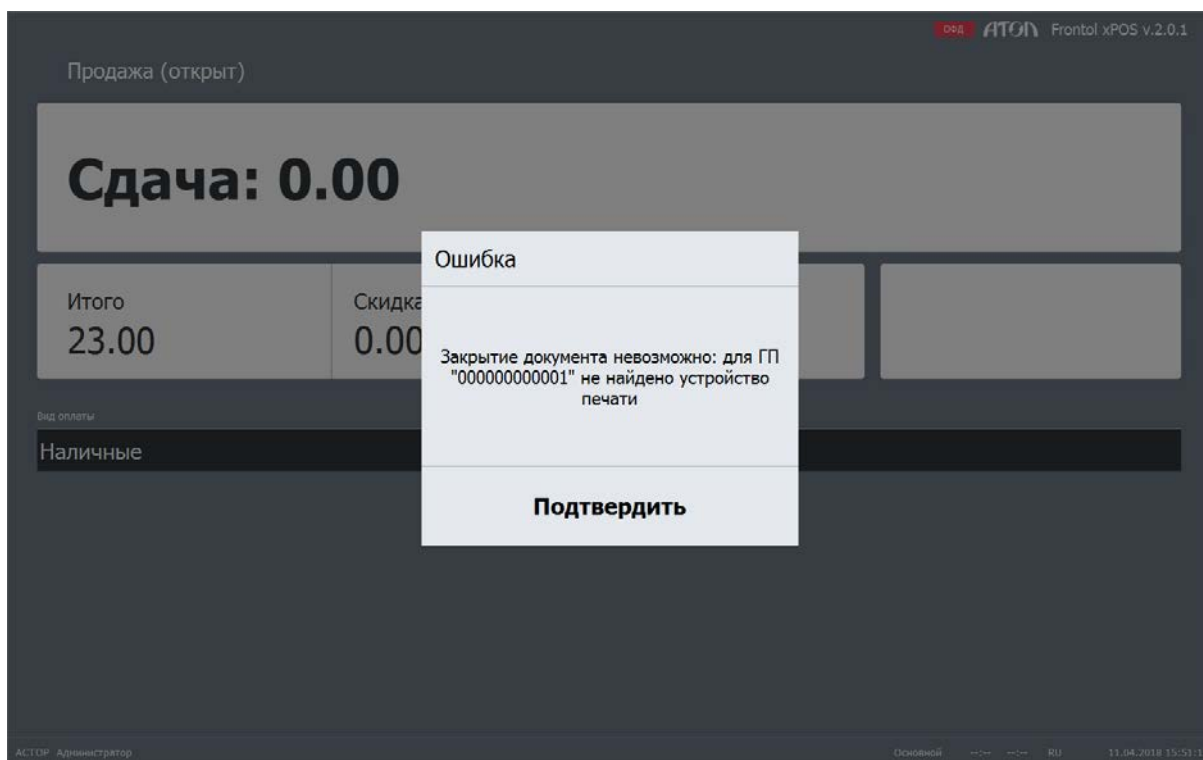 ОФД АТОЛ Frontol xPOS v.2.0.1
Продажа (открыт)
Сдача: 0.00
Ошибка
Итого
Скидка
23.00
0.00
Закрытие документа невозможно: для ГП
"000000000001" не найдено устройство
печати
Вид оплаты
Наличные
Подтвердить
АСТОР Администратор
Основной --:-- --:-- RU 11.04.2018 15:51:1